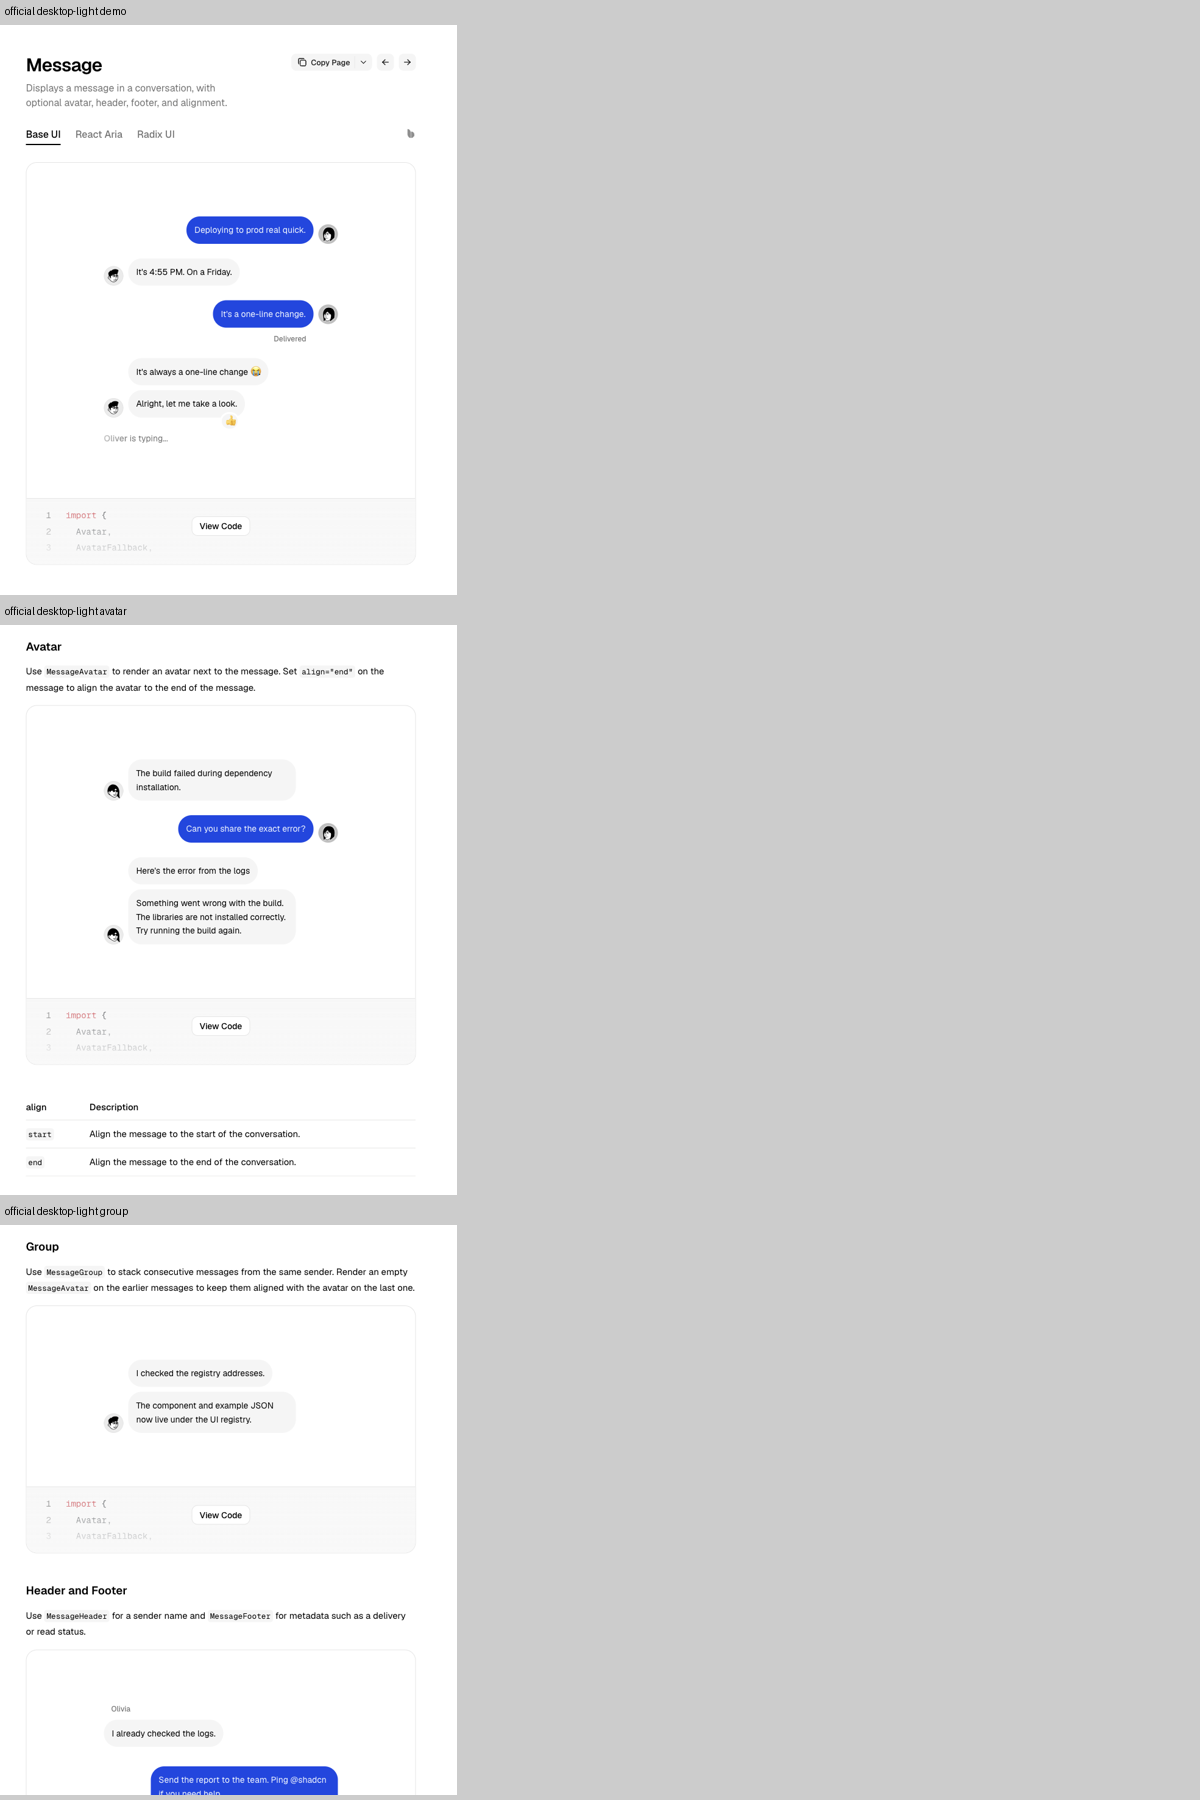 official desktop-light demo
Message
Copy Page
Displays a message in a conversation, with
optional avatar, header, footer, and alignment.
Base UI React Aria Radix UI
Deploying to prod real quick.
It's 4:55 PM. On a Friday.
It's a one-line change.
Delivered
It's always a one-line change 😭
Alright, let me take a look.
👍
Oliver is typing...
1 import {
2 Avatar,
3 AvatarFallback,
View Code
official desktop-light avatar
Avatar
Use MessageAvatar to render an avatar next to the message. Set align="end" on the
message to align the avatar to the end of the message.
The build failed during dependency
installation.
Can you share the exact error?
Here's the error from the logs
Something went wrong with the build.
The libraries are not installed correctly.
Try running the build again.
1 import {
2 Avatar,
3 AvatarFallback,
View Code
align Description
start Align the message to the start of the conversation.
end Align the message to the end of the conversation.
official desktop-light group
Group
Use MessageGroup to stack consecutive messages from the same sender. Render an empty
MessageAvatar on the earlier messages to keep them aligned with the avatar on the last one.
I checked the registry addresses.
The component and example JSON
now live under the UI registry.
1 import {
2 Avatar,
3 AvatarFallback,
View Code
Header and Footer
Use MessageHeader for a sender name and MessageFooter for metadata such as a delivery
or read status.
Olivia
I already checked the logs.
Send the report to the team. Ping @shadcn
if you need help.